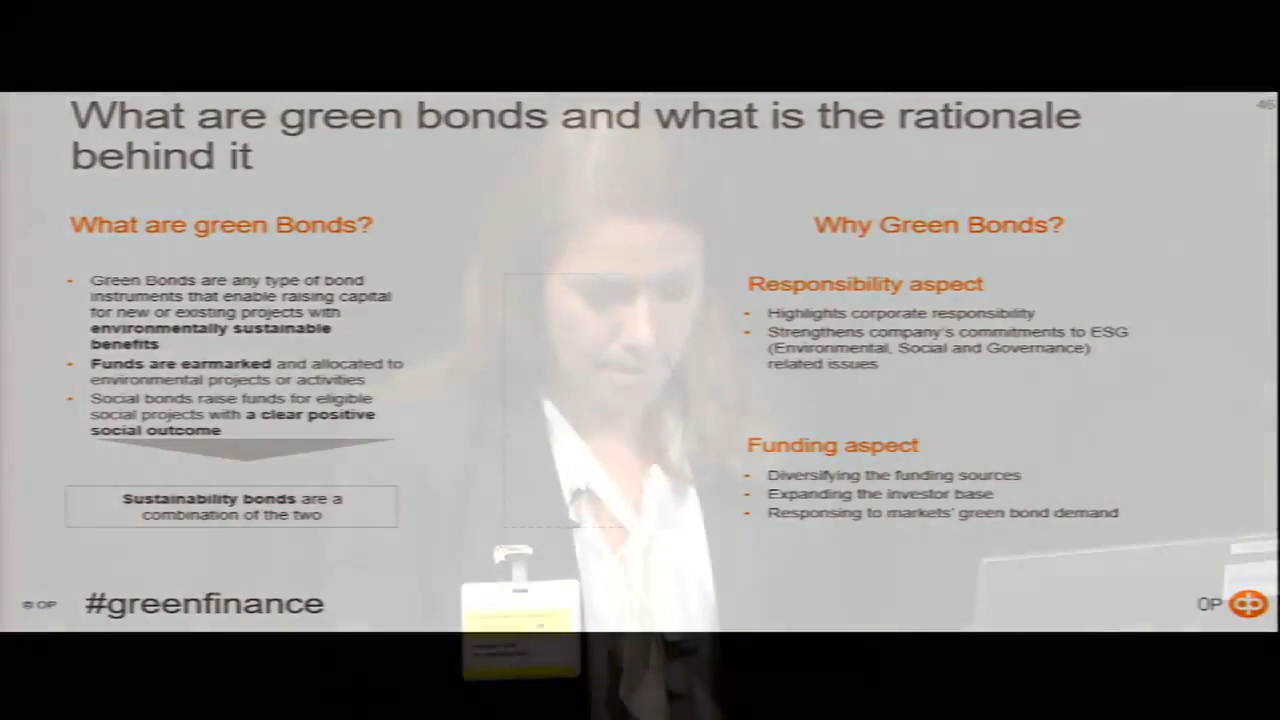 46
What are green bonds and what is the rationale
behind it
What are green Bonds?
- Green Bonds are any type of bond
instruments that enable raising capital
for new or existing projects with
environmentally sustainable
benefits
- Funds are earmarked and allocated to
environmental projects or activities
- Social bonds raise funds for eligible
social projects with a clear positive
social outcome
Sustainability bonds are a
combination of the two
Why Green Bonds?
Responsibility aspect
- Highlights corporate responsibility
- Strengthens company's commitments to ESG
(Environmental, Social and Governance)
related issues
Funding aspect
- Diversifying the funding sources
- Expanding the investor base
- Responsing to markets' green bond demand
© OP
#greenfinance
OP